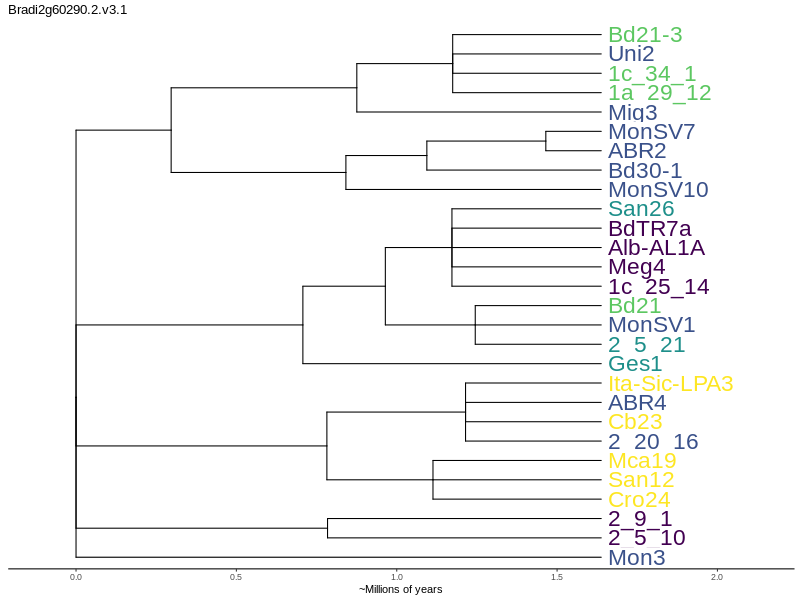 Bradi2g60290.2.v3.1
Bd21-3
Uni2
1c_34_1
1a_29_12
Mig3
MonSV7
ABR2
Bd30-1
MonSV10
San26
BdTR7a
Alb-AL1A
Meg4
1c_25_14
Bd21
MonSV1
2_5_21
Ges1
Ita-Sic-LPA3
ABR4
Cb23
2_20_16
Mca19
San12
Cro24
2_9_1
2_5_10
Mon3
0.0 0.5 1.0 1.5 2.0
~Millions of years